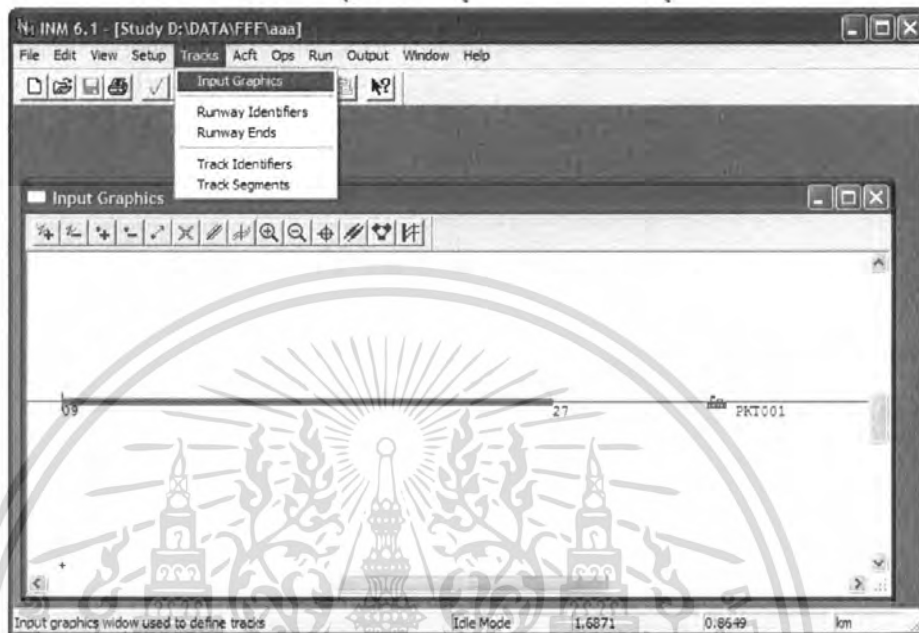 INM 6.1 - [Study D:\DATA\FFF\aaa]
File Edit View Setup Tracks Acft Ops Run Output Window Help
Input Graphics
Runway Identifiers
Runway Ends
Track Identifiers
Track Segments
Input Graphics
09 27 PKT001
Input graphics widow used to define tracks Idle Mode 1.6871 0.8649 km